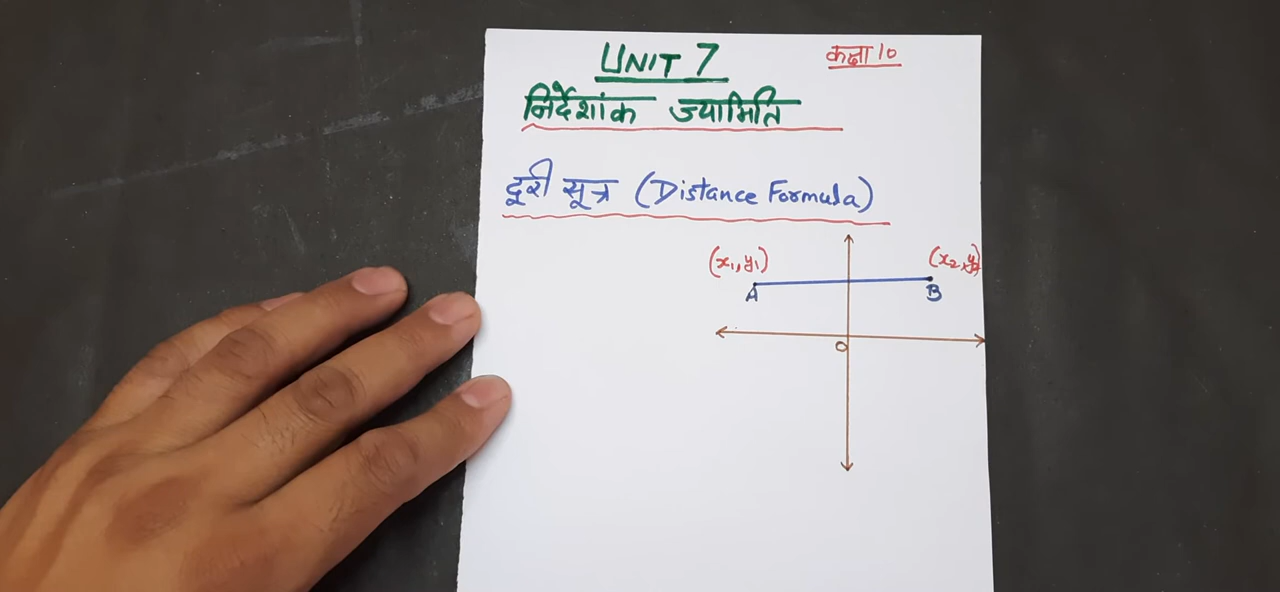 UNIT 7
कक्षा 10
निर्देशांक ज्यामिति
दूरी सूत्र (Distance Formula)
(x₁, y₁)
(x₂, y₂)
A
B
O